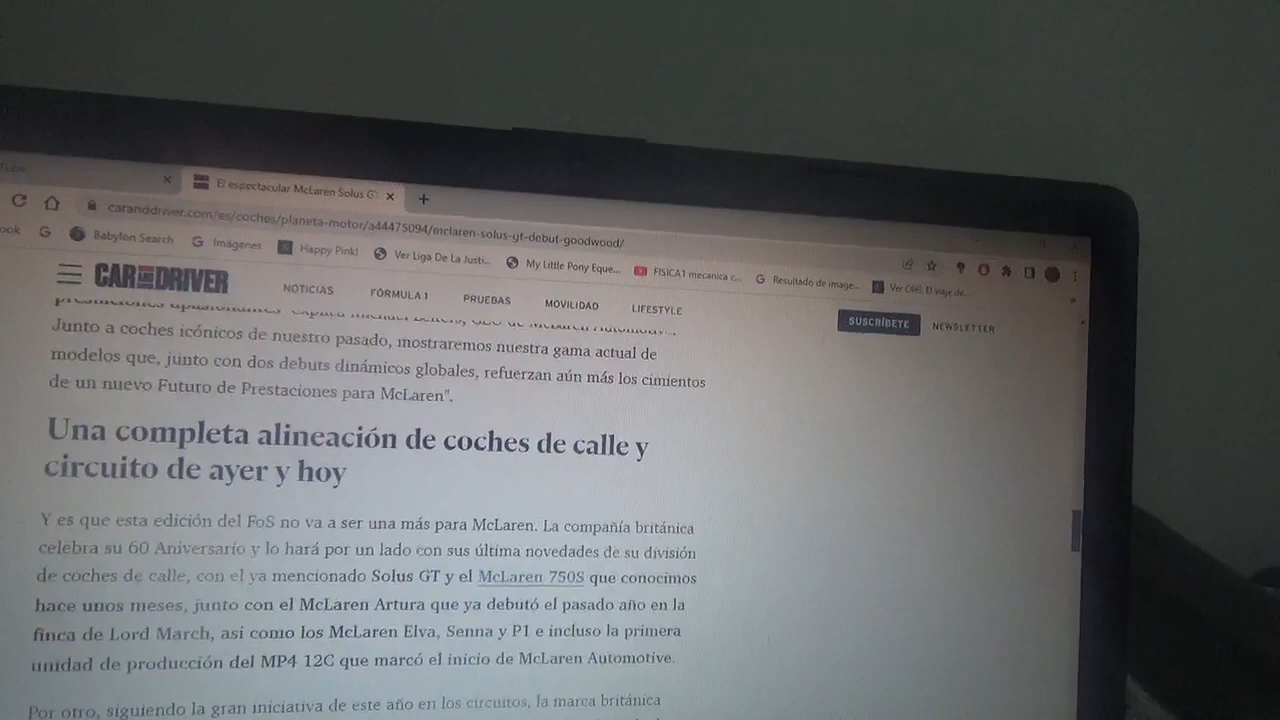 El espectacular McLaren Solus G
caranddriver.com/es/coches/planeta-motor/a44475094/mclaren-solus-gt-debut-goodwood/
ook
Babylon Search
Imágenes
Happy Pink!
Ver Liga De La Justi...
My Little Pony Eque...
FISICA1 mecanica c...
Resultado de image...
Ver Olé!, El viaje de...
CAR AND DRIVER
NOTICIAS
FÓRMULA 1
PRUEBAS
MOVILIDAD
LIFESTYLE
SUSCRÍBETE
NEWSLETTER
Junto a coches icónicos de nuestro pasado, mostraremos nuestra gama actual de
modelos que, junto con dos debuts dinámicos globales, refuerzan aún más los cimientos
de un nuevo Futuro de Prestaciones para McLaren".
Una completa alineación de coches de calle y
circuito de ayer y hoy
Y es que esta edición del FoS no va a ser una más para McLaren. La compañía británica
celebra su 60 Aniversario y lo hará por un lado con sus última novedades de su división
de coches de calle, con el ya mencionado Solus GT y el McLaren 750S que conocimos
hace unos meses, junto con el McLaren Artura que ya debutó el pasado año en la
finca de Lord March, así como los McLaren Elva, Senna y P1 e incluso la primera
unidad de producción del MP4 12C que marcó el inicio de McLaren Automotive.
Por otro, siguiendo la gran iniciativa de este año en los circuitos, la marca británica